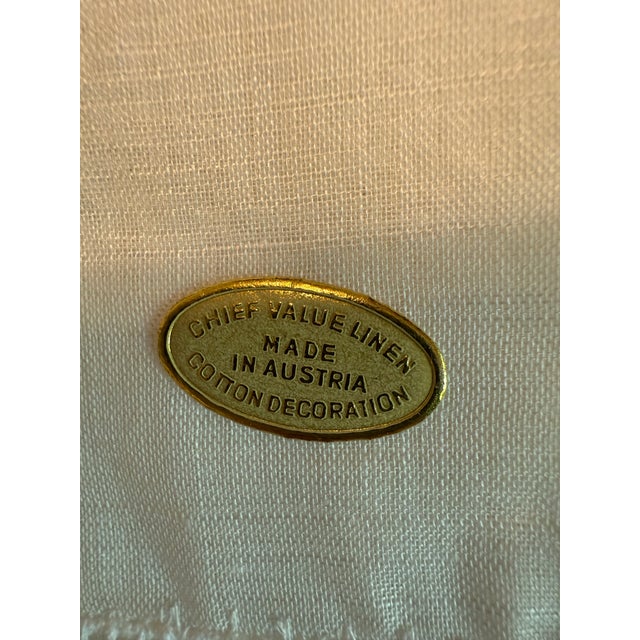 CHIEF VALUE LINEN
MADE
IN AUSTRIA
COTTON DECORATION